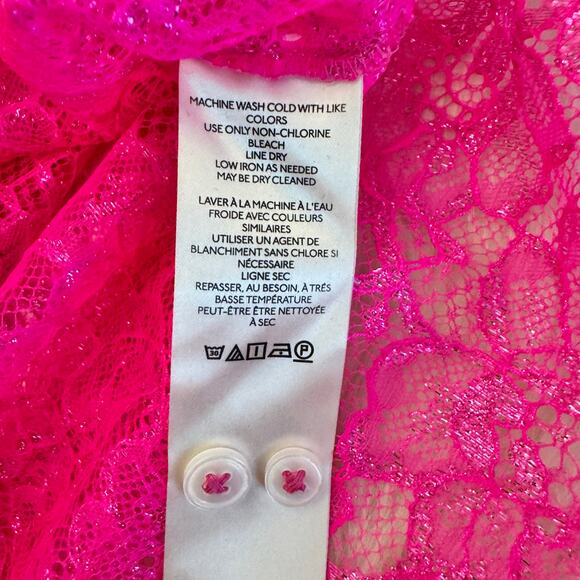 MACHINE WASH COLD WITH LIKE
COLORS
USE ONLY NON-CHLORINE
BLEACH
LINE DRY
LOW IRON AS NEEDED
MAY BE DRY CLEANED
LAVER À LA MACHINE À L'EAU
FROIDE AVEC COULEURS
SIMILAIRES
UTILISER UN AGENT DE
BLANCHIMENT SANS CHLORE SI
NÉCESSAIRE
LIGNE SEC
REPASSER, AU BESOIN, À TRÉS
BASSE TEMPÉRATURE
PEUT-ÊTRE ÊTRE NETTOYÉE
À SEC
30 P